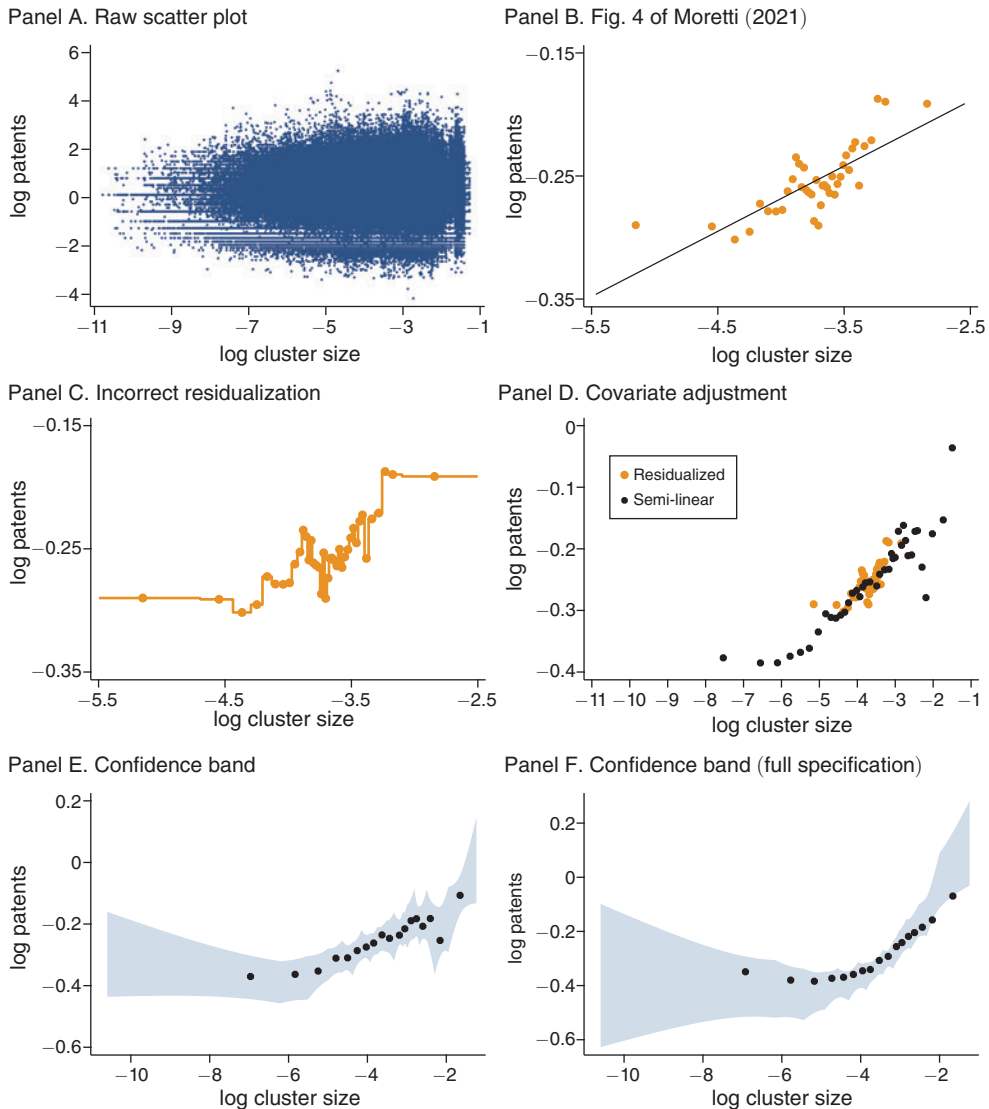 Panel A. Raw scatter plot
6
4
2
0
−2
−4
log patents
−11 −9 −7 −5 −3 −1
log cluster size
Panel B. Fig. 4 of Moretti (2021)
−0.15
−0.25
−0.35
log patents
−5.5 −4.5 −3.5 −2.5
log cluster size
Panel C. Incorrect residualization
−0.15
−0.25
−0.35
log patents
−5.5 −4.5 −3.5 −2.5
log cluster size
Panel D. Covariate adjustment
0
−0.1
−0.2
−0.3
−0.4
log patents
Residualized
Semi-linear
−11 −10 −9 −8 −7 −6 −5 −4 −3 −2 −1
log cluster size
Panel E. Confidence band
0.2
0
−0.2
−0.4
−0.6
log patents
−10 −8 −6 −4 −2
log cluster size
Panel F. Confidence band (full specification)
0.2
0
−0.2
−0.4
−0.6
log patents
−10 −8 −6 −4 −2
log cluster size